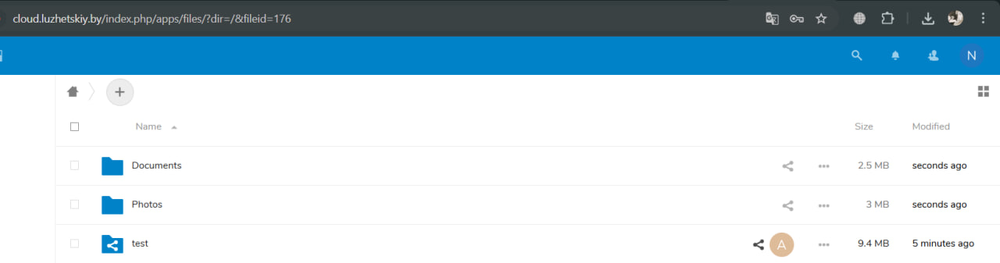 cloud.luzhetskiy.by/index.php/apps/files/?dir=/&fileid=176
N
Name Size Modified
Documents 2.5 MB seconds ago
Photos 3 MB seconds ago
test A 9.4 MB 5 minutes ago